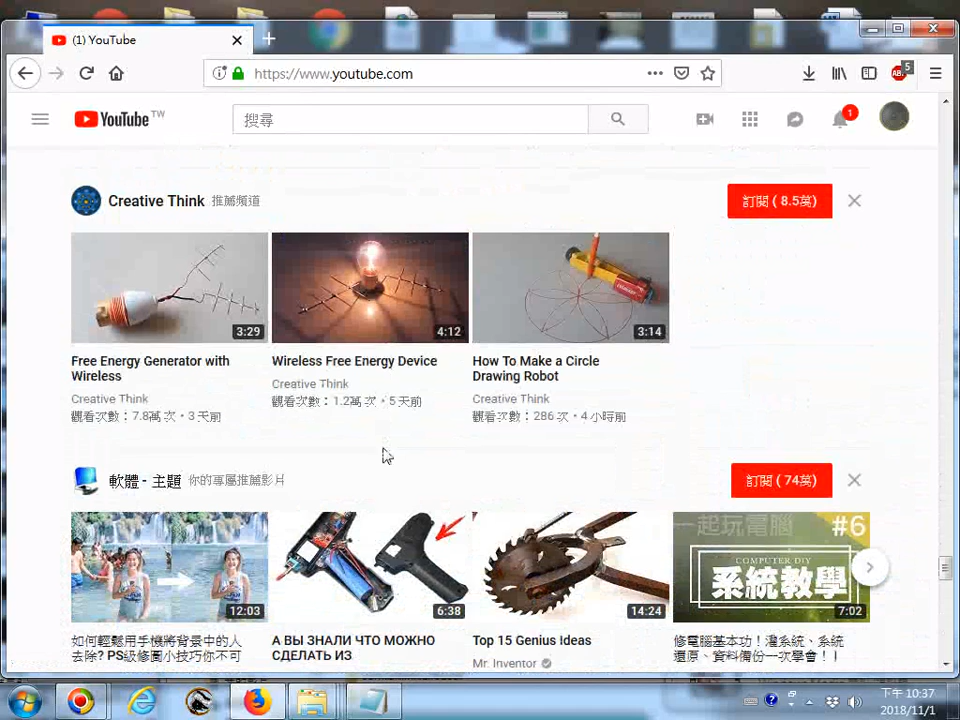 (1) YouTube
https://www.youtube.com
5
YouTube TW
搜尋
1
Creative Think 推薦頻道
訂閱 ( 8.5萬)
3:29
4:12
3:14
Free Energy Generator with
Wireless
Creative Think
觀看次數：7.8萬 次・3 天前
Wireless Free Energy Device
Creative Think
觀看次數：1.2萬 次・5 天前
How To Make a Circle
Drawing Robot
Creative Think
觀看次數：286 次・4 小時前
軟體 - 主題 你的專屬推薦影片
訂閱 ( 74萬)
12:03
6:38
14:24
一起玩電腦 #6
COMPUTER DIY
系統教學
7:02
如何輕鬆用手機將背景中的人
去除? PS級修圖小技巧你不可
А ВЫ ЗНАЛИ ЧТО МОЖНО
СДЕЛАТЬ ИЗ
Top 15 Genius Ideas
Mr. Inventor
修電腦基本功！灌系統、系統
還原、資料備份一次學會！
下午 10:37
2018/11/1